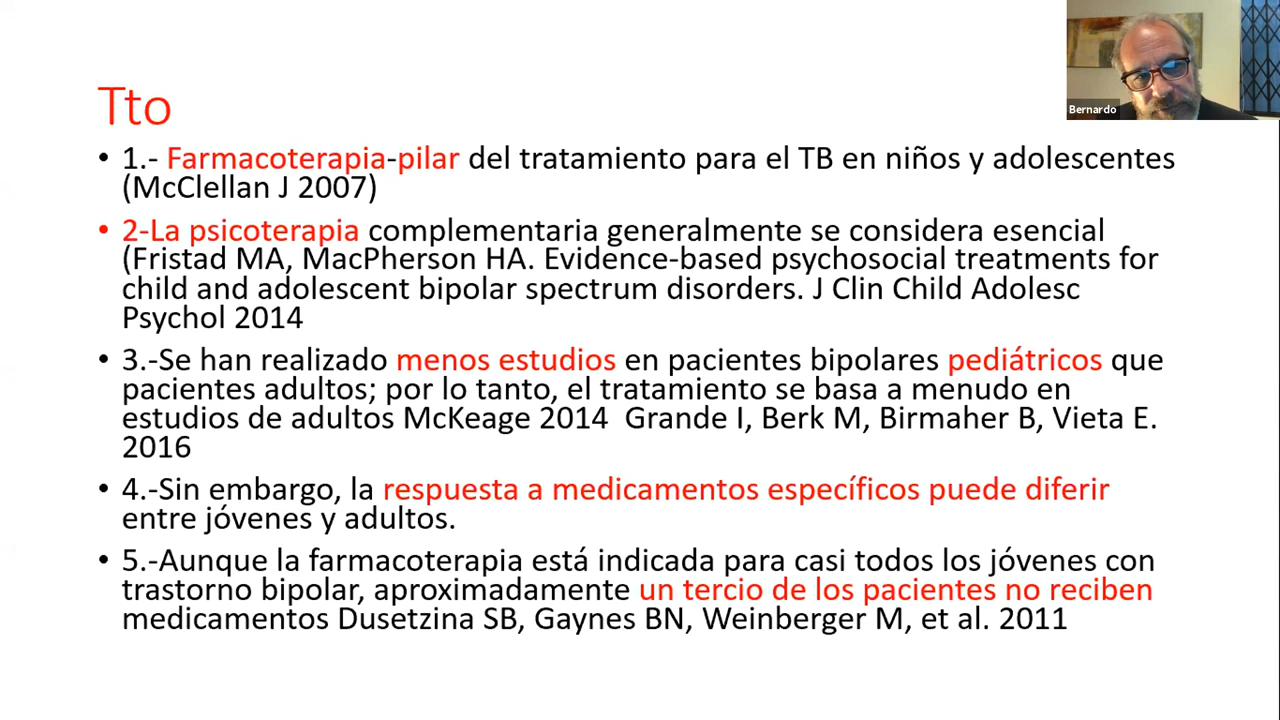 Bernardo
Tto
• 1.- Farmacoterapia-pilar del tratamiento para el TB en niños y adolescentes
(McClellan J 2007)
• 2-La psicoterapia complementaria generalmente se considera esencial
(Fristad MA, MacPherson HA. Evidence-based psychosocial treatments for
child and adolescent bipolar spectrum disorders. J Clin Child Adolesc
Psychol 2014
• 3.-Se han realizado menos estudios en pacientes bipolares pediátricos que
pacientes adultos; por lo tanto, el tratamiento se basa a menudo en
estudios de adultos McKeage 2014  Grande I, Berk M, Birmaher B, Vieta E.
2016
• 4.-Sin embargo, la respuesta a medicamentos específicos puede diferir
entre jóvenes y adultos.
• 5.-Aunque la farmacoterapia está indicada para casi todos los jóvenes con
trastorno bipolar, aproximadamente un tercio de los pacientes no reciben
medicamentos Dusetzina SB, Gaynes BN, Weinberger M, et al. 2011